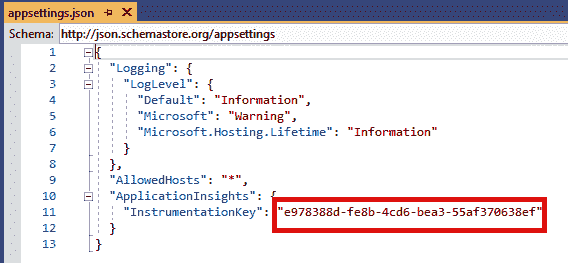 appsettings.json
Schema: http://json.schemastore.org/appsettings
1 {
2 "Logging": {
3 "LogLevel": {
4 "Default": "Information",
5 "Microsoft": "Warning",
6 "Microsoft.Hosting.Lifetime": "Information"
7 }
8 },
9 "AllowedHosts": "*",
10 "ApplicationInsights": {
11 "InstrumentationKey": "e978388d-fe8b-4cd6-bea3-55af370638ef"
12 }
13 }